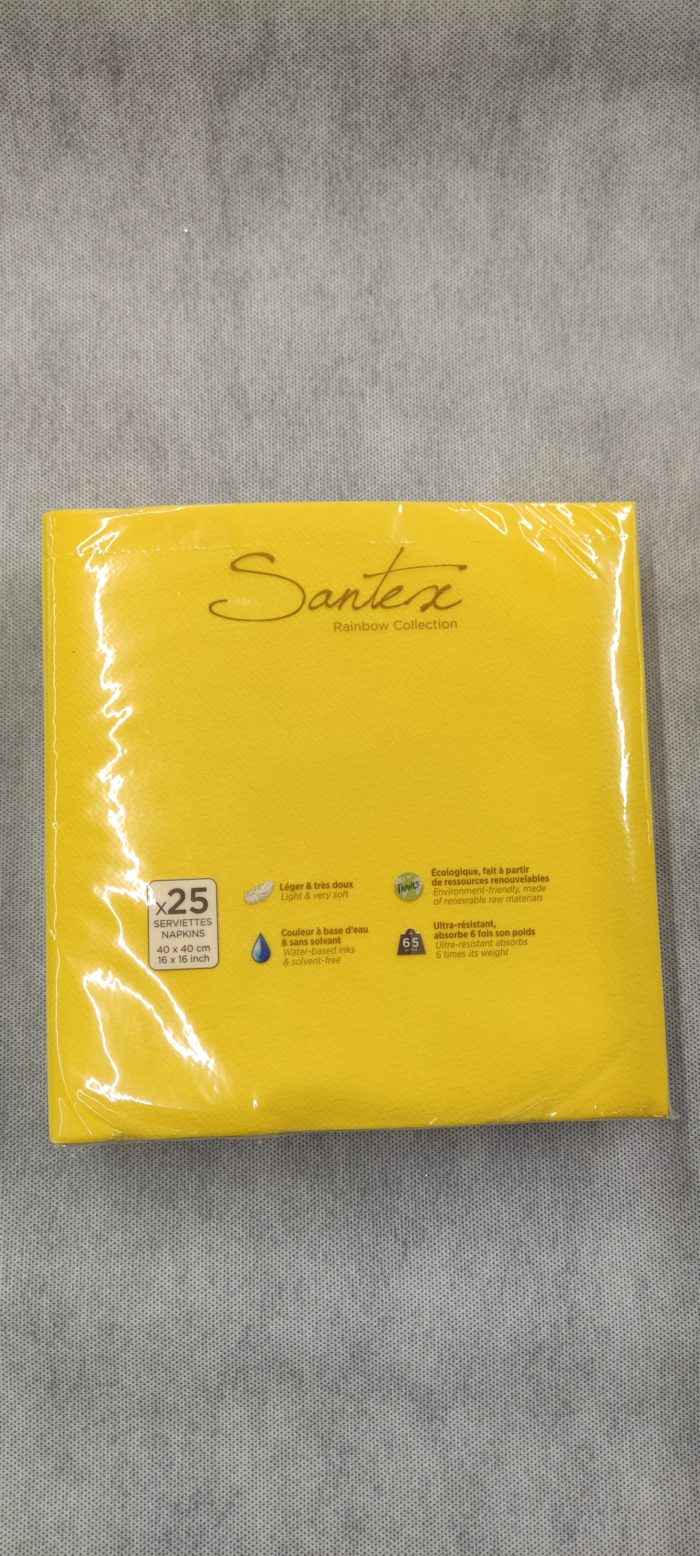 Santex
Rainbow Collection
x25
SERVIETTES
NAPKINS
40 x 40 cm
16 x 16 inch
Léger & très doux
Light & very soft
Couleur à base d'eau
& sans solvant
Water-based inks
& solvent-free
THANKS
Écologique, fait à partir
de ressources renouvelables
Environment-friendly, made
of renewable raw materials
65
Ultra-résistant,
absorbe 6 fois son poids
Ultra-resistant absorbs
6 times its weight